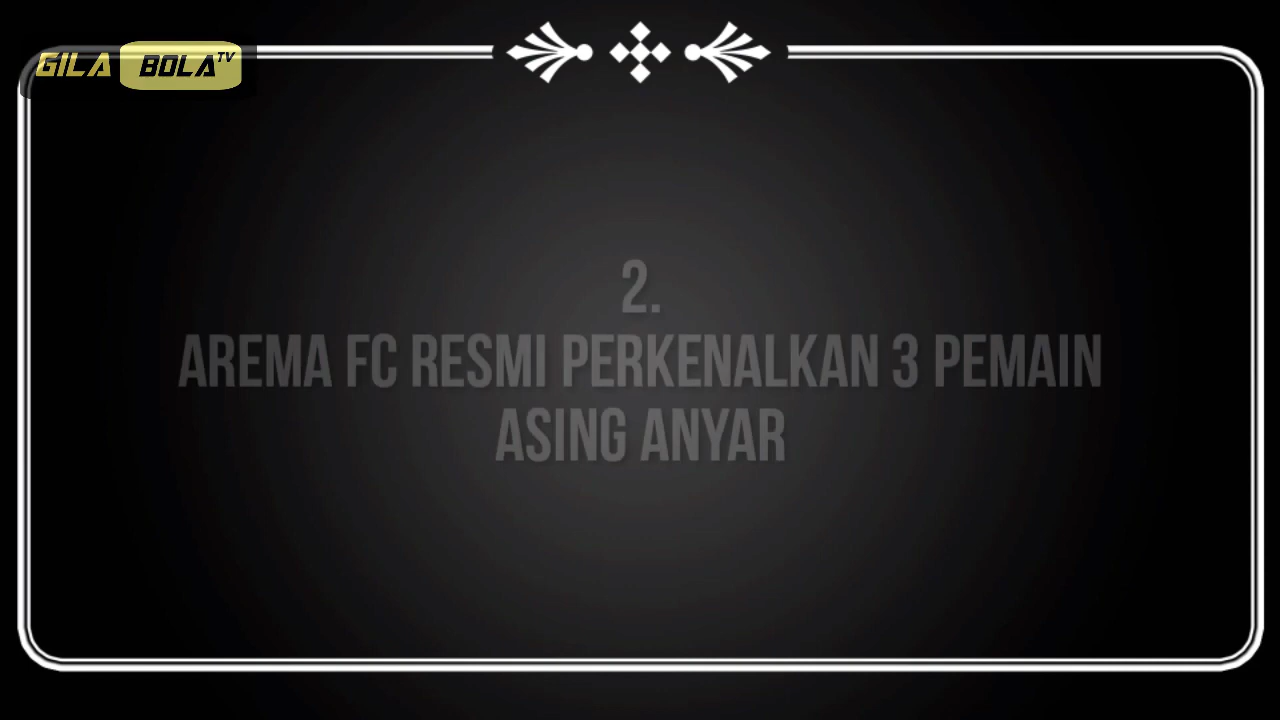 GILA BOLA TV
2.
AREMA FC RESMI PERKENALKAN 3 PEMAIN
ASING ANYAR